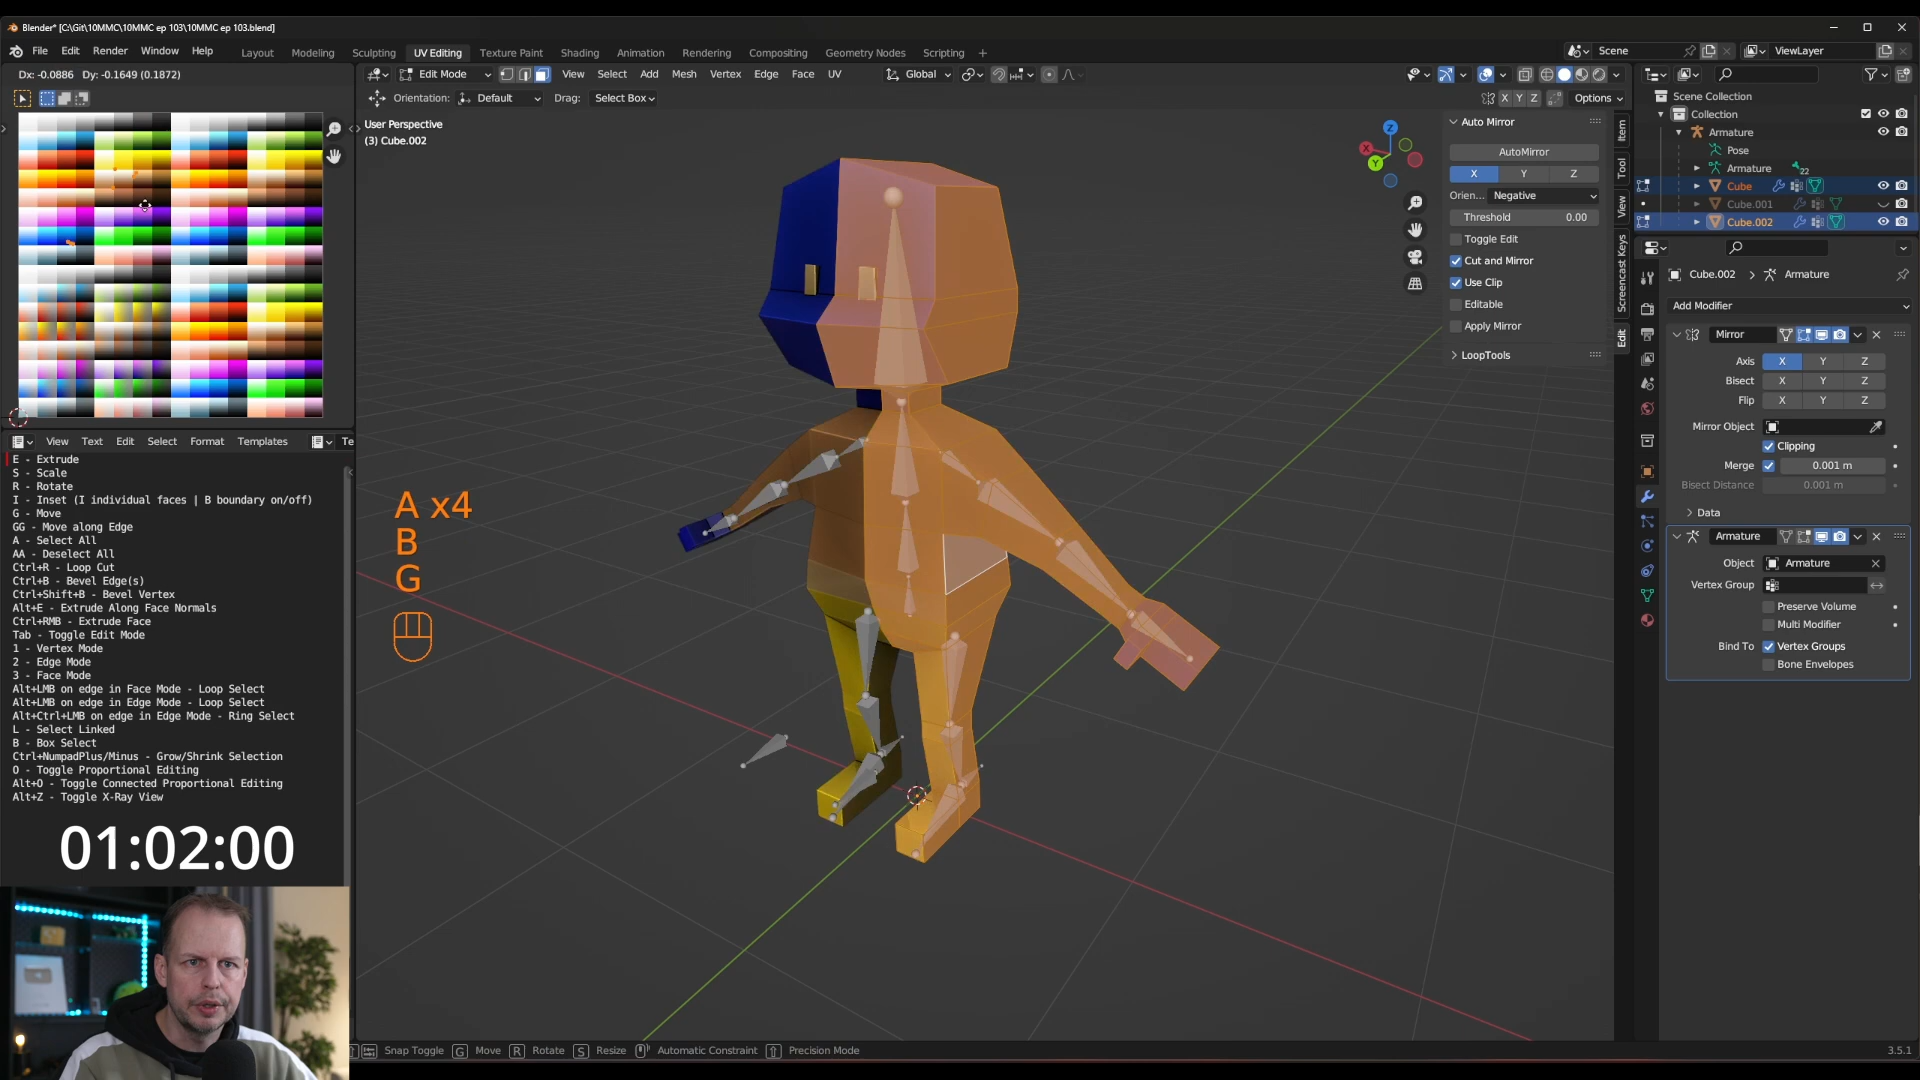 Blender* [C:\Git\10MMC\10MMC ep 103\10MMC ep 103.blend]
File Edit Render Window Help
Layout Modeling Sculpting UV Editing Texture Paint Shading Animation Rendering Compositing Geometry Nodes Scripting +
Scene
ViewLayer
Dx: -0.0886 Dy: -0.1649 (0.1872)
Edit Mode View Select Add Mesh Vertex Edge Face UV
Global
Orientation: Default Drag: Select Box
X Y Z Options
User Perspective
(3) Cube.002
A x4
B
G
View Text Edit Select Format Templates Te
E - Extrude
S - Scale
R - Rotate
I - Inset (I individual faces | B boundary on/off)
G - Move
GG - Move along Edge
A - Select All
AA - Deselect All
Ctrl+R - Loop Cut
Ctrl+B - Bevel Edge(s)
Ctrl+Shift+B - Bevel Vertex
Alt+E - Extrude Along Face Normals
Ctrl+RMB - Extrude Face
Tab - Toggle Edit Mode
1 - Vertex Mode
2 - Edge Mode
3 - Face Mode
Alt+LMB on edge in Face Mode - Loop Select
Alt+LMB on edge in Edge Mode - Loop Select
Alt+Ctrl+LMB on edge in Edge Mode - Ring Select
L - Select Linked
B - Box Select
Ctrl+NumpadPlus/Minus - Grow/Shrink Selection
O - Toggle Proportional Editing
Alt+O - Toggle Connected Proportional Editing
Alt+Z - Toggle X-Ray View
01:02:00
Z
X
Y
Auto Mirror
AutoMirror
X Y Z
Orien... Negative
Threshold 0.00
Toggle Edit
Cut and Mirror
Use Clip
Editable
Apply Mirror
LoopTools
Item
Tool
View
Screencast Keys
Edit
Scene Collection
Collection
Armature
Pose
Armature 22
Cube
Cube.001
Cube.002
Cube.002 > Armature
Add Modifier
Mirror
Axis X Y Z
Bisect X Y Z
Flip X Y Z
Mirror Object
Clipping
Merge 0.001 m
Bisect Distance 0.001 m
Data
Armature
Object Armature
Vertex Group
Preserve Volume
Multi Modifier
Bind To Vertex Groups
Bone Envelopes
Snap Toggle G Move R Rotate S Resize Automatic Constraint Precision Mode
3.5.1